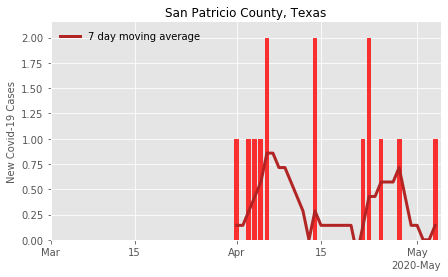 San Patricio County, Texas
7 day moving average
New Covid-19 Cases
2.00
1.75
1.50
1.25
1.00
0.75
0.50
0.25
0.00
Mar 15 Apr 15 May
2020-May